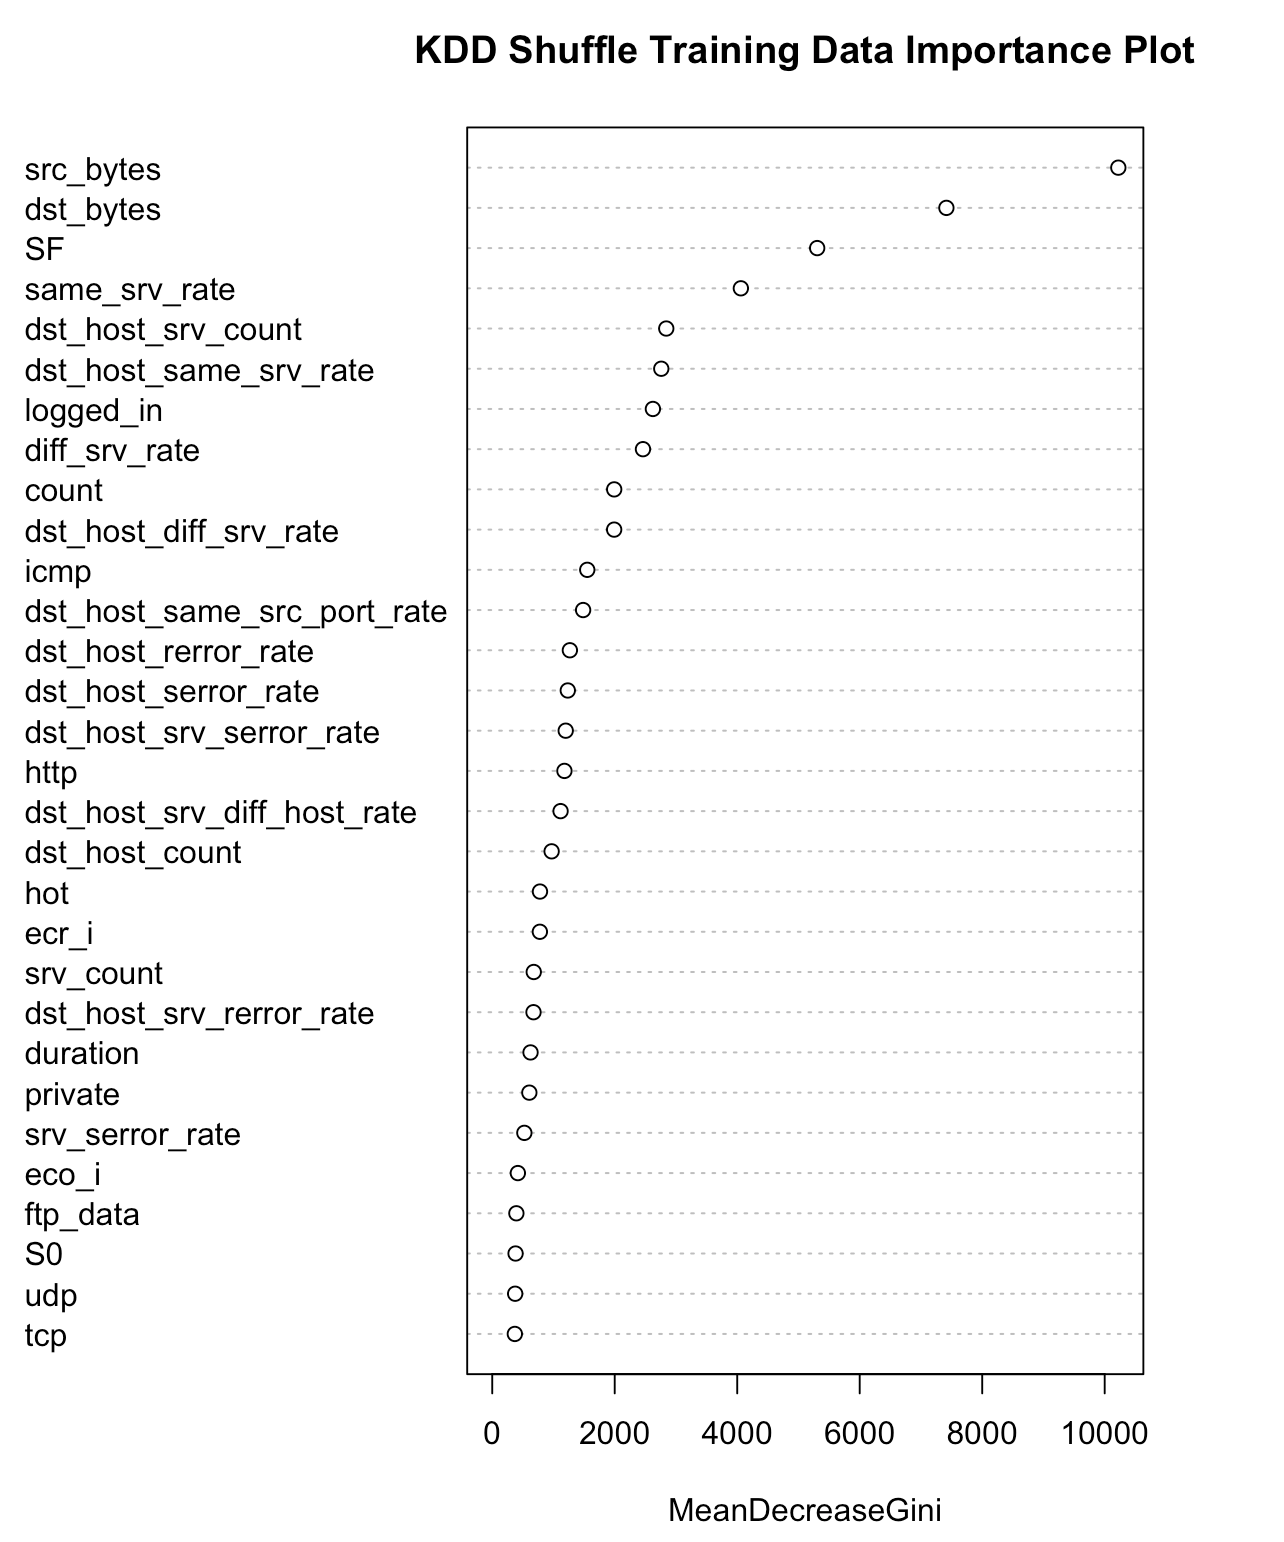 KDD Shuffle Training Data Importance Plot
src_bytes
dst_bytes
SF
same_srv_rate
dst_host_srv_count
dst_host_same_srv_rate
logged_in
diff_srv_rate
count
dst_host_diff_srv_rate
icmp
dst_host_same_src_port_rate
dst_host_rerror_rate
dst_host_serror_rate
dst_host_srv_serror_rate
http
dst_host_srv_diff_host_rate
dst_host_count
hot
ecr_i
srv_count
dst_host_srv_rerror_rate
duration
private
srv_serror_rate
eco_i
ftp_data
S0
udp
tcp
0 2000 4000 6000 8000 10000
MeanDecreaseGini